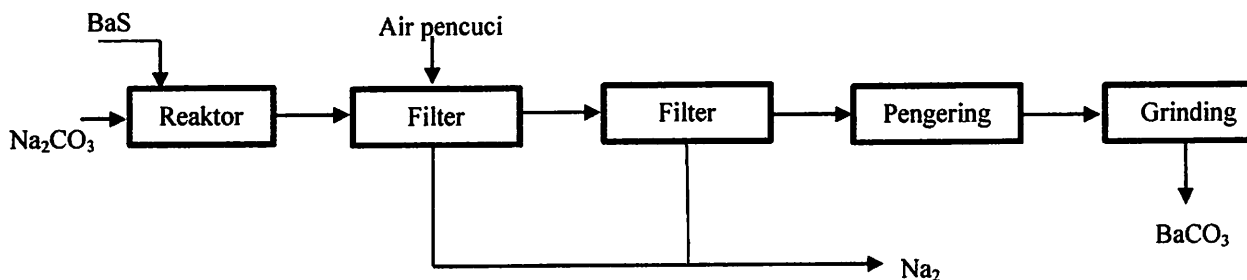 BaS
Air pencuci
Na₂CO₃
Reaktor
Filter
Filter
Pengering
Grinding
BaCO₃
Na₂